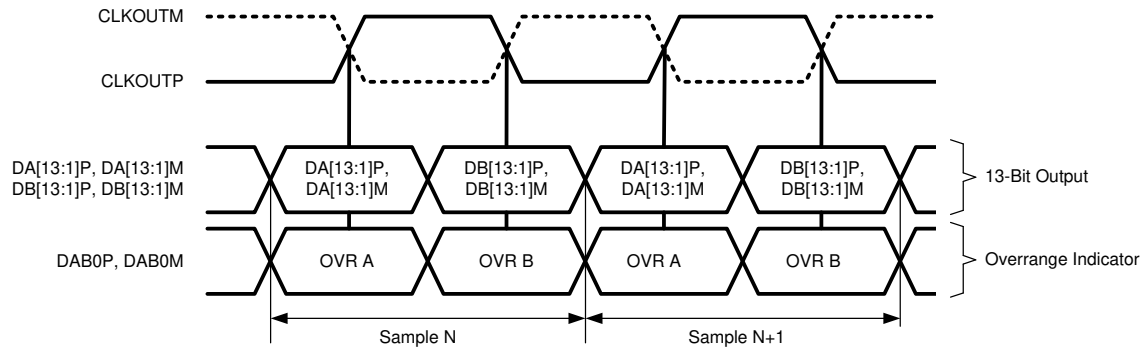 CLKOUTM
CLKOUTP
DA[13:1]P, DA[13:1]M
DB[13:1]P, DB[13:1]M
DA[13:1]P,
DA[13:1]M
DB[13:1]P,
DB[13:1]M
DA[13:1]P,
DA[13:1]M
DB[13:1]P,
DB[13:1]M
13-Bit Output
DAB0P, DAB0M
OVR A
OVR B
OVR A
OVR B
Overrange Indicator
Sample N
Sample N+1